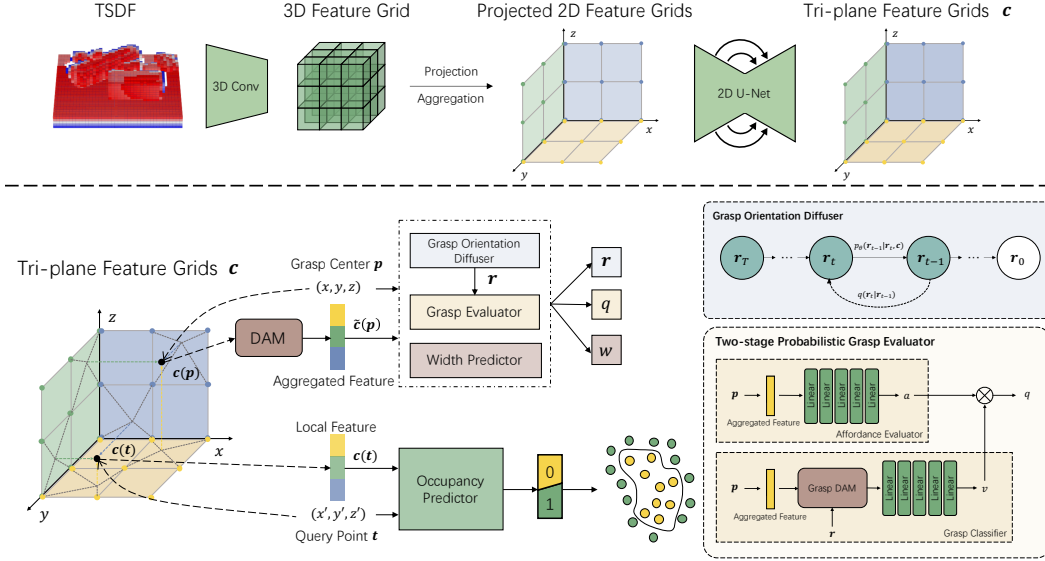 TSDF
3D Feature Grid
Projected 2D Feature Grids
Tri-plane Feature Grids c
3D Conv
Projection
Aggregation
z
x
y
2D U-Net
z
x
y
Tri-plane Feature Grids c
z
x
y
c(p)
c(t)
DAM
Grasp Center p
(x, y, z)
c̃(p)
Aggregated Feature
Grasp Orientation
Diffuser
r
Grasp Evaluator
Width Predictor
r
q
w
Local Feature
c(t)
(x′, y′, z′)
Query Point t
Occupancy
Predictor
0
1
Grasp Orientation Diffuser
r_T
...
r_t
p_θ(r_{t−1}|r_t, c)
r_{t−1}
...
r_0
q(r_t|r_{t−1})
Two-stage Probabilistic Grasp Evaluator
p
Aggregated Feature
Linear
Linear
Linear
Linear
Linear
a
q
Affordance Evaluator
p
Aggregated Feature
Grasp DAM
r
Linear
Linear
Linear
Linear
Linear
v
Grasp Classifier